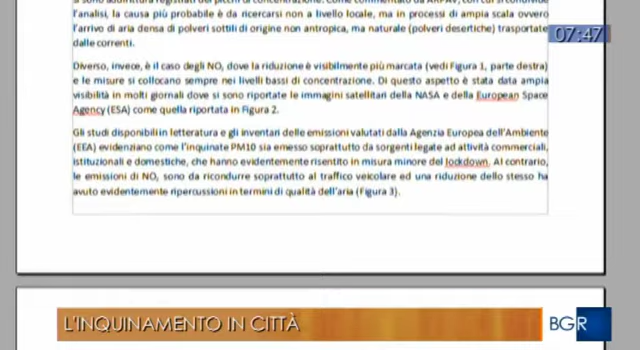 l'analisi, la causa più probabile è da ricercarsi non a livello locale, ma in processi di ampia scala ovvero
l'arrivo di aria densa di polveri sottili di origine non antropica, ma naturale (polveri desertiche) trasportate
dalle correnti.
07:47
Diverso, invece, è il caso degli NOx dove la riduzione è visibilmente più marcata (vedi Figura 1, parte destra)
e le misure si collocano sempre nei livelli bassi di concentrazione. Di questo aspetto è stata data ampia
visibilità in molti giornali dove si sono riportate le immagini satellitari della NASA e della European Space
Agency (ESA) come quella riportata in Figura 2.
Gli studi disponibili in letteratura e gli inventari delle emissioni valutati dalla Agenzia Europea dell'Ambiente
(EEA) evidenziano come l'inquinate PM10 sia emesso soprattutto da sorgenti legate ad attività commerciali,
istituzionali e domestiche, che hanno evidentemente risentito in misura minore del lockdown. Al contrario,
le emissioni di NOx sono da ricondurre soprattutto al traffico veicolare ed una riduzione dello stesso ha
avuto evidentemente ripercussioni in termini di qualità dell'aria (Figura 3).
L'INQUINAMENTO IN CITTÀ
BGR